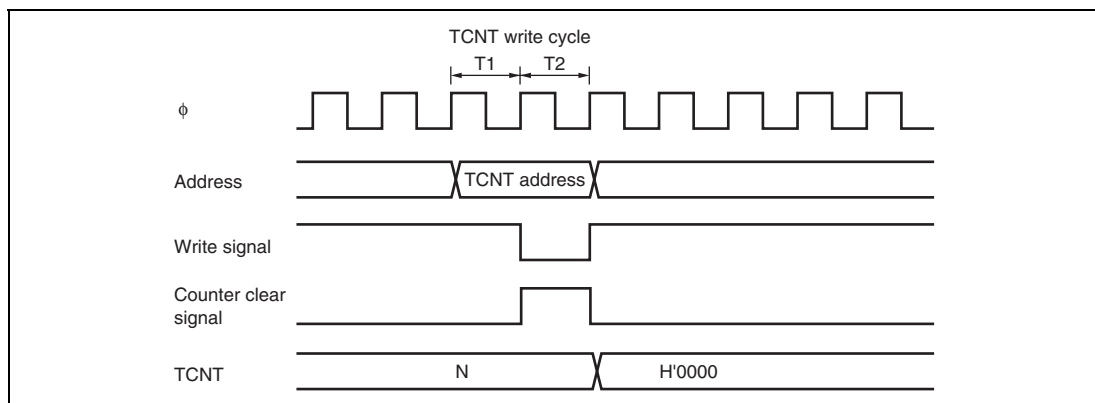 TCNT write cycle
T1 T2
ϕ
Address TCNT address
Write signal
Counter clear
signal
TCNT N H'0000